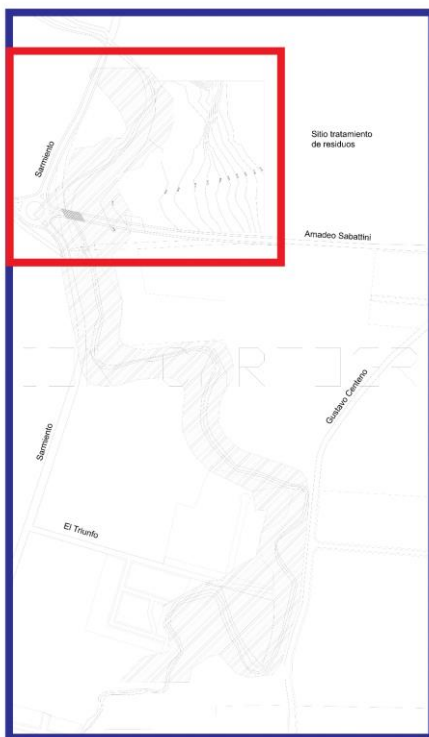 Sitio tratamiento
de residuos
Sarmiento
Amadeo Sabattini
Gustavo Centeno
Sarmiento
El Triunfo